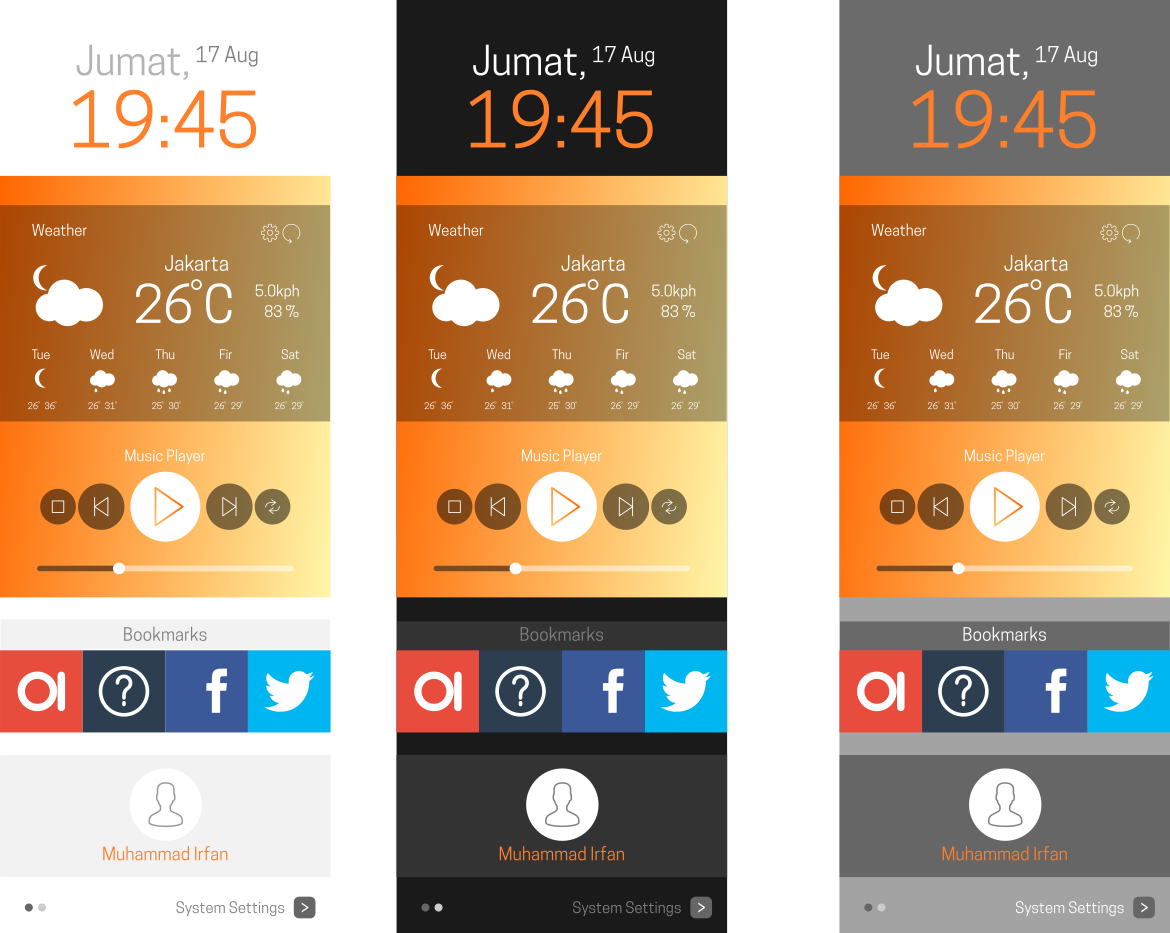 Jumat, 17 Aug
19:45
Weather
Jakarta
26°C
5.0kph
83 %
Tue Wed Thu Fir Sat
26° 36° 26° 31° 25° 30° 26° 29° 26° 29°
Music Player
Bookmarks
a ? f
Muhammad Irfan
System Settings >
Jumat, 17 Aug
19:45
Weather
Jakarta
26°C
5.0kph
83 %
Tue Wed Thu Fir Sat
26° 36° 26° 31° 25° 30° 26° 29° 26° 29°
Music Player
Bookmarks
a ? f
Muhammad Irfan
System Settings >
Jumat, 17 Aug
19:45
Weather
Jakarta
26°C
5.0kph
83 %
Tue Wed Thu Fir Sat
26° 36° 26° 31° 25° 30° 26° 29° 26° 29°
Music Player
Bookmarks
a ? f
Muhammad Irfan
System Settings >